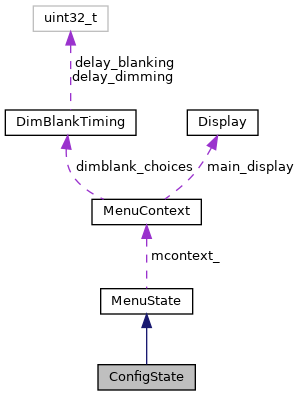 uint32_t
delay_blanking
delay_dimming
DimBlankTiming
Display
dimblank_choices
main_display
MenuContext
mcontext_
MenuState
ConfigState